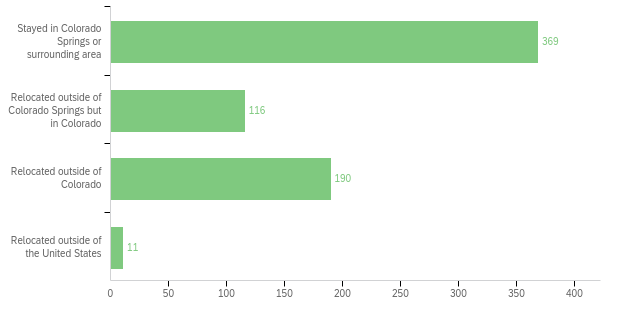 Stayed in Colorado
Springs or
surrounding area
369
Relocated outside of
Colorado Springs but
in Colorado
116
Relocated outside of
Colorado
190
Relocated outside of
the United States
11
0 50 100 150 200 250 300 350 400